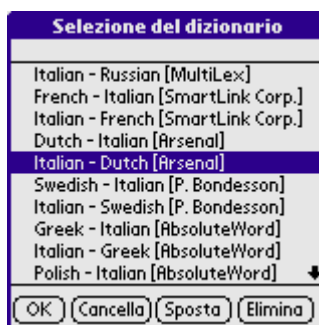 Selezione del dizionario
Italian - Russian [MultiLex]
French - Italian [SmartLink Corp.]
Italian - French [SmartLink Corp.]
Dutch - Italian [Arsenal]
Italian - Dutch [Arsenal]
Swedish - Italian [P. Bondesson]
Italian - Swedish [P. Bondesson]
Greek - Italian [AbsoluteWord]
Italian - Greek [AbsoluteWord]
Polish - Italian [AbsoluteWord]
OK Cancella Sposta Elimina